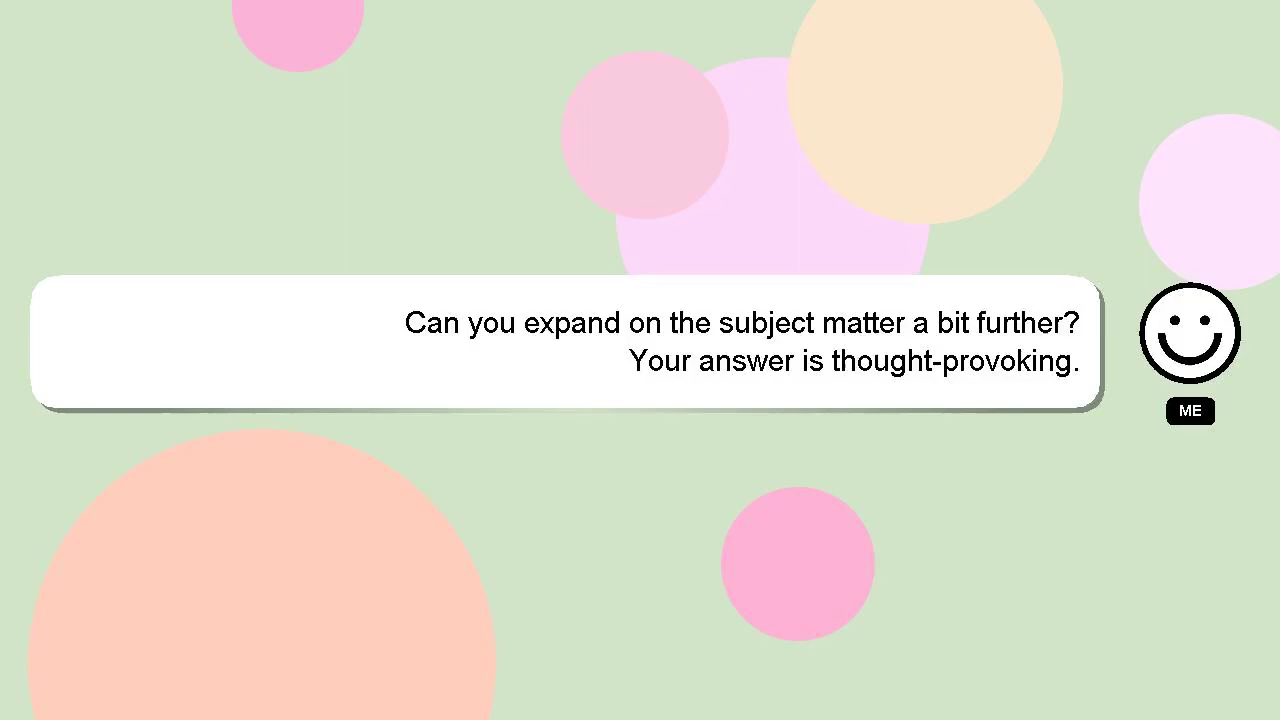 Can you expand on the subject matter a bit further?
Your answer is thought-provoking.
ME